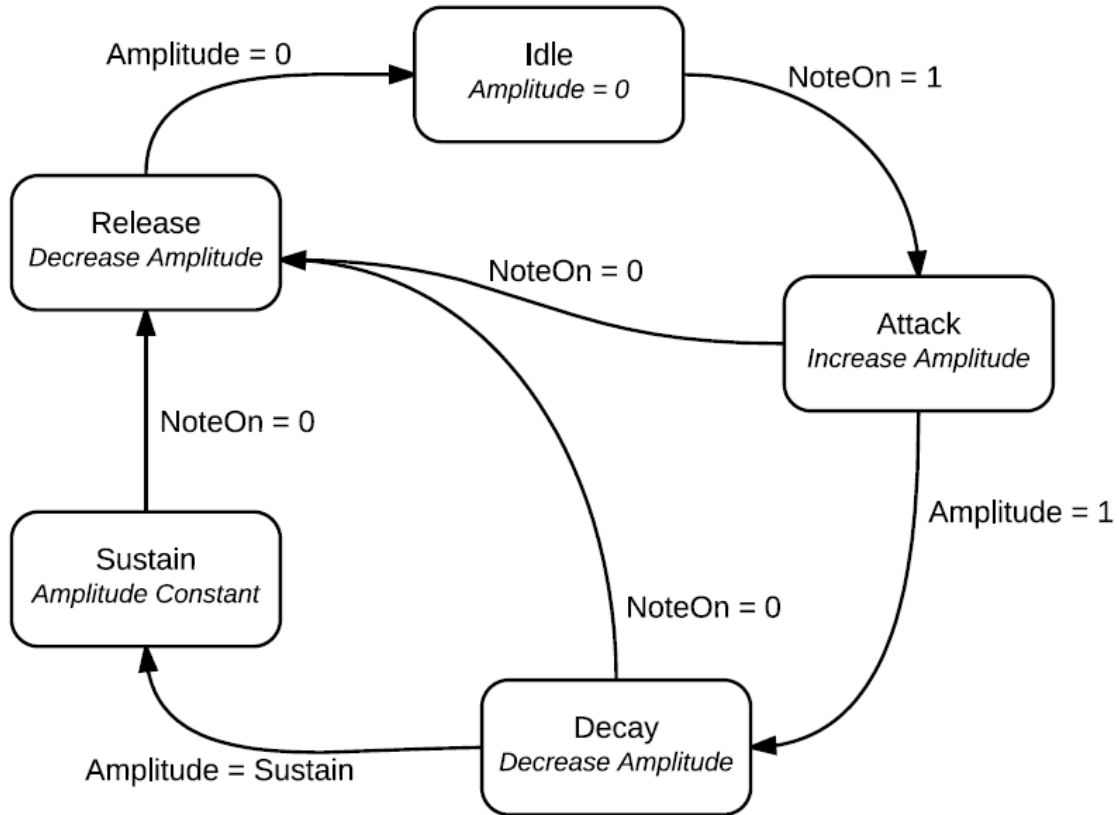 Amplitude = 0
Idle
Amplitude = 0
NoteOn = 1
Release
Decrease Amplitude
NoteOn = 0
Attack
Increase Amplitude
NoteOn = 0
Amplitude = 1
Sustain
Amplitude Constant
NoteOn = 0
Decay
Decrease Amplitude
Amplitude = Sustain